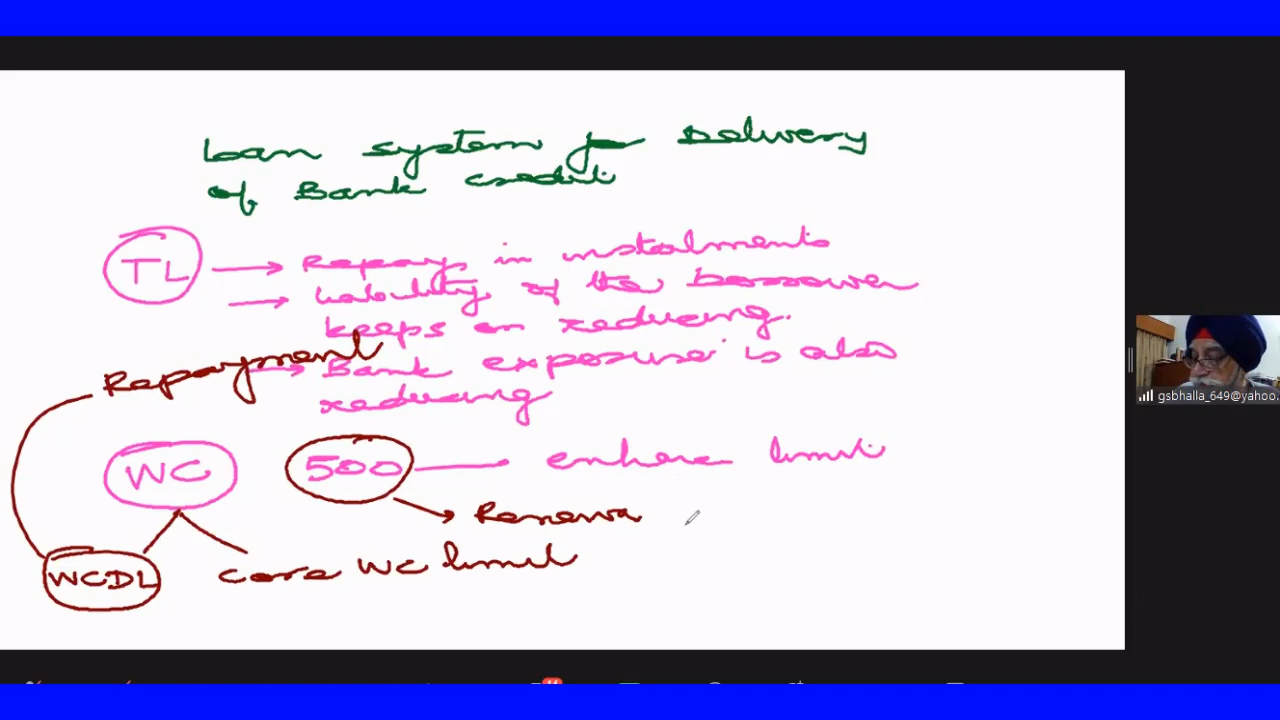 Loan system for Delivery
of Bank credit
TL → Repay in instalments
→ Liability of the borrower
keeps on reducing.
Repayment
→ Bank exposure is also
reducing
WC 500 — enhance limit
→ Renewa
WCDL Core WC limit
gsbhalla_649@yahoo.